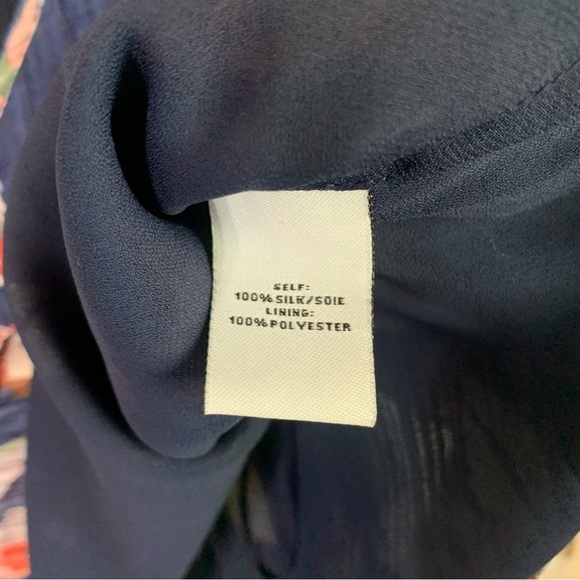 SELF:
100% SILK/SOIE
LINING:
100% POLYESTER